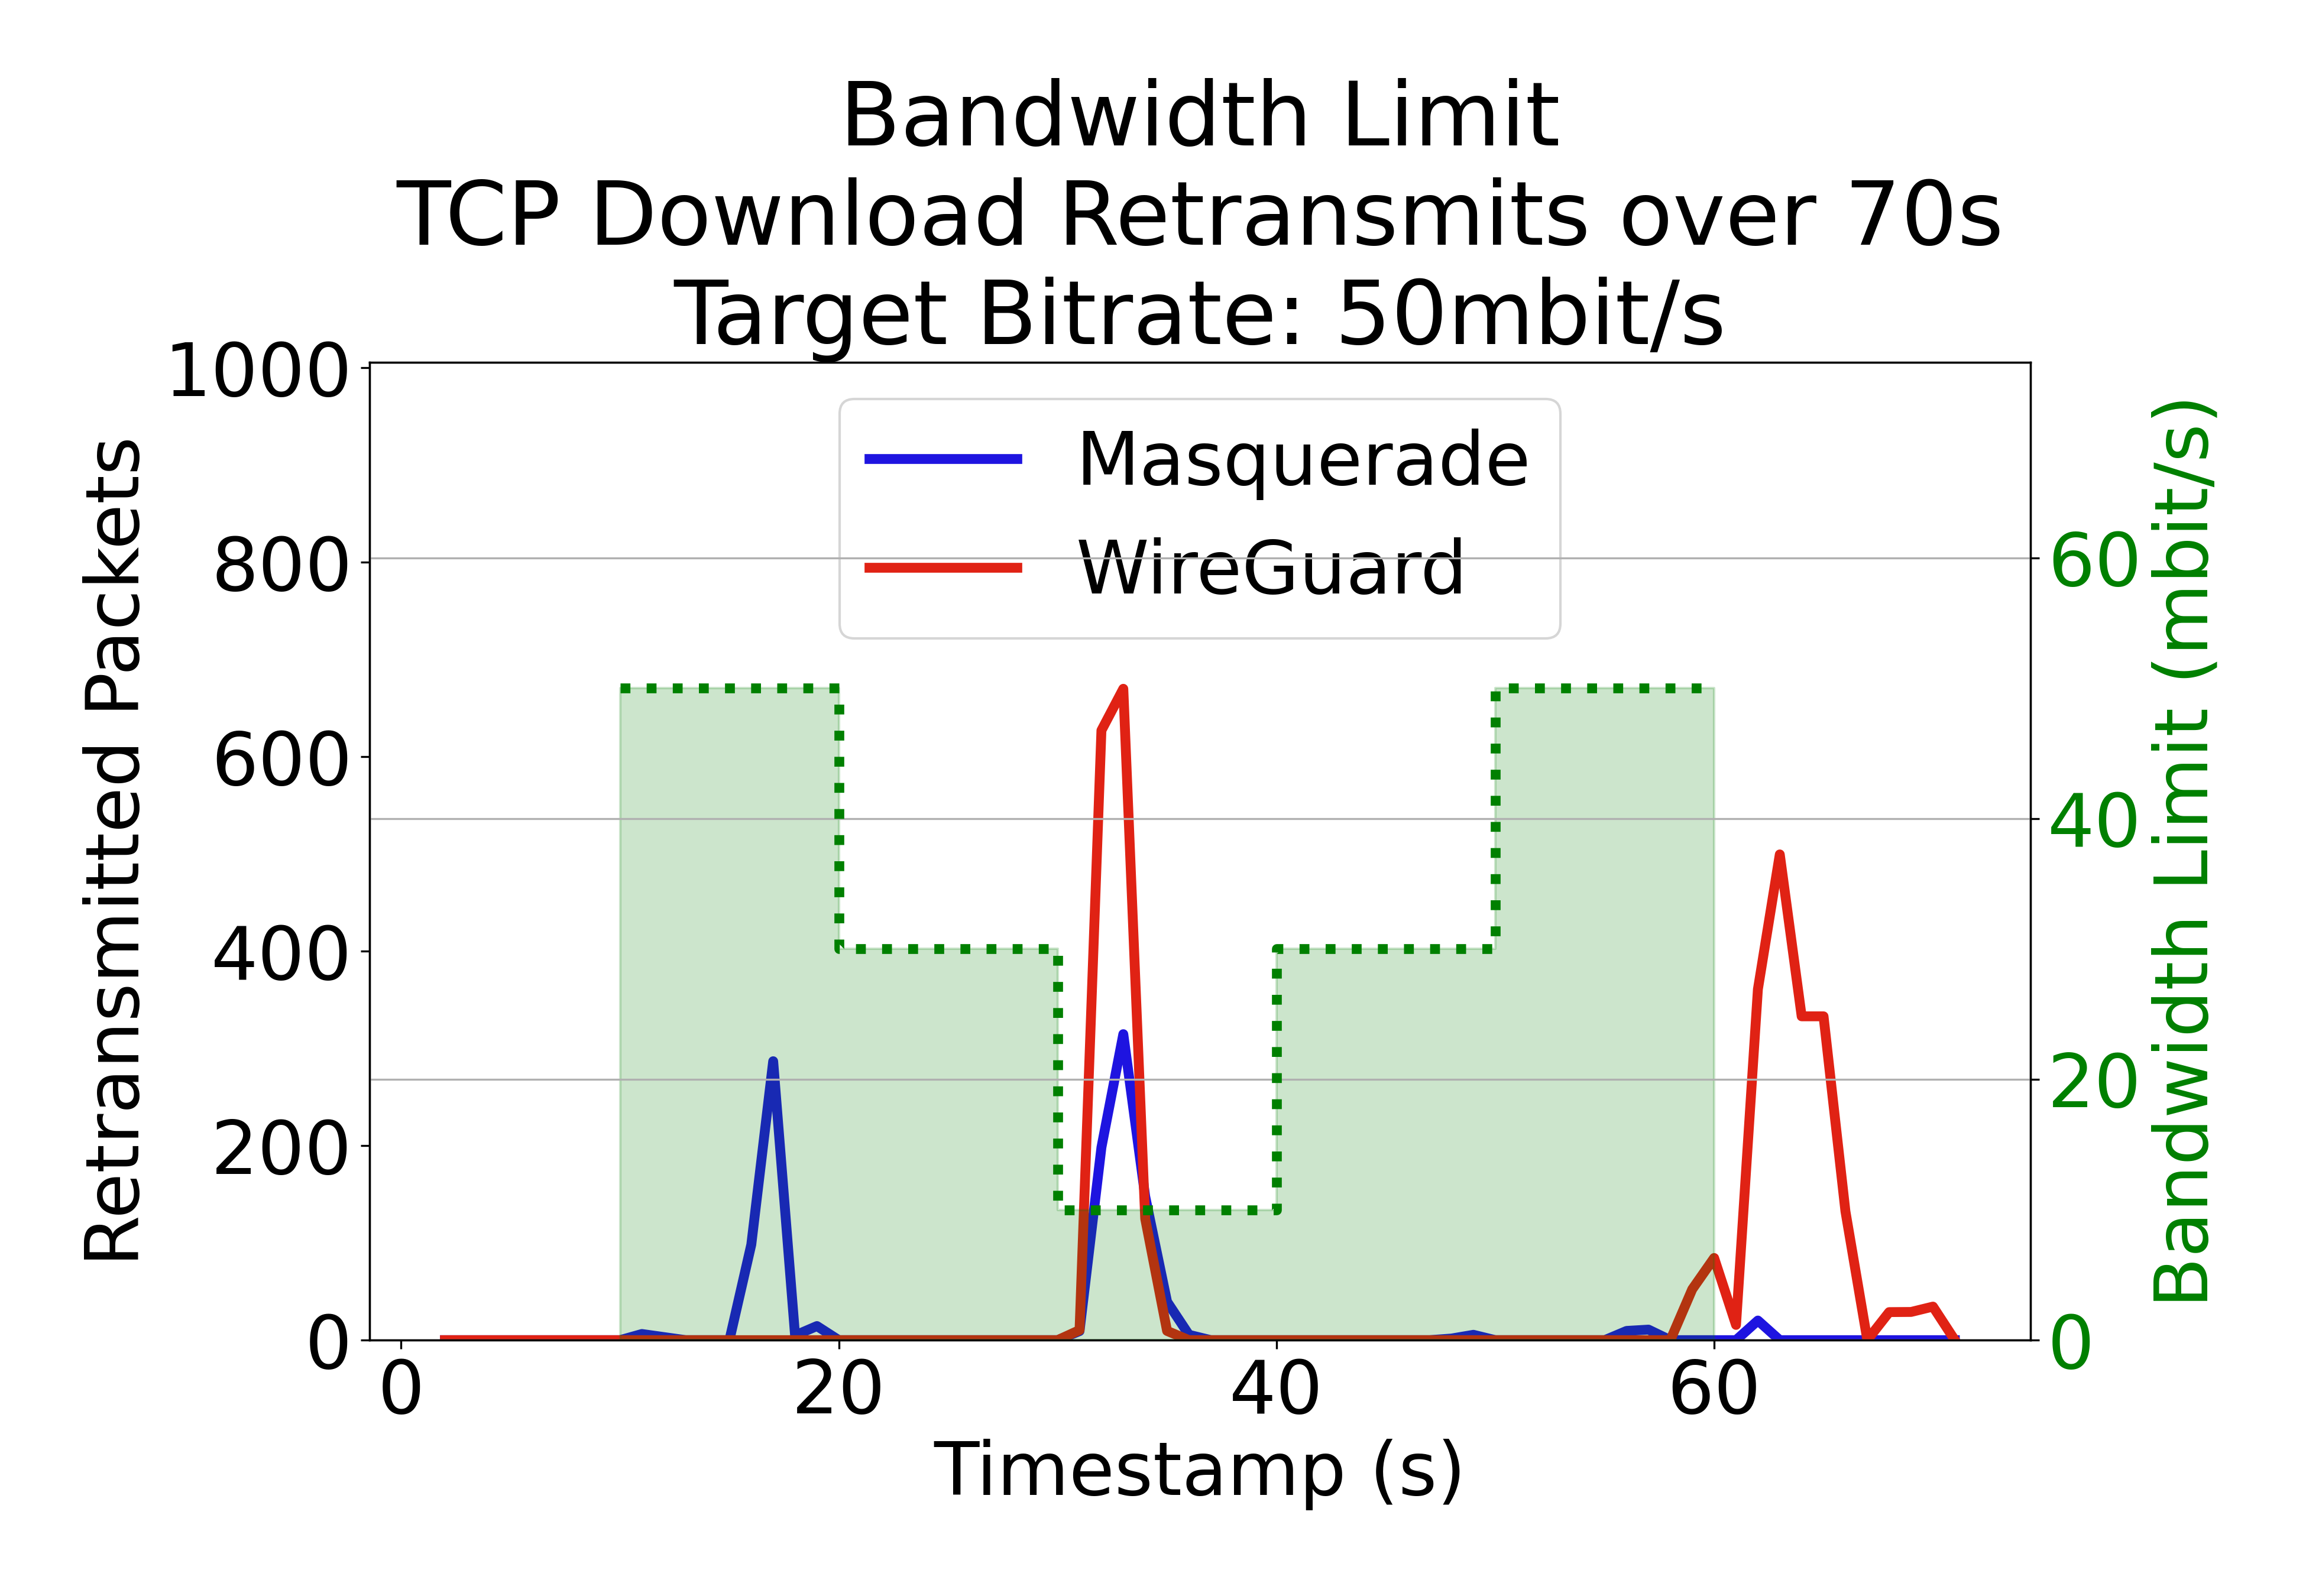 Bandwidth Limit
TCP Download Retransmits over 70s
Target Bitrate: 50mbit/s
Retransmitted Packets
1000
800
600
400
200
0
Masquerade
WireGuard
60
40
20
0
Bandwidth Limit (mbit/s)
0
20
40
60
Timestamp (s)